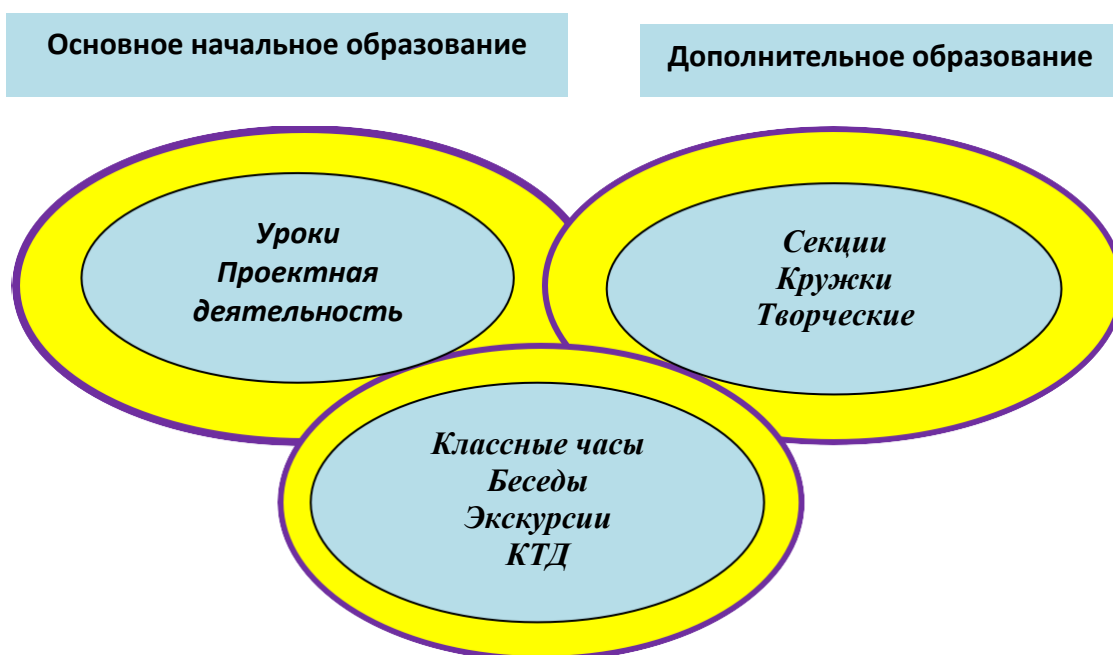 Основное начальное образование
Дополнительное образование
Уроки
Проектная
деятельность
Секции
Кружки
Творческие
Классные часы
Беседы
Экскурсии
КТД